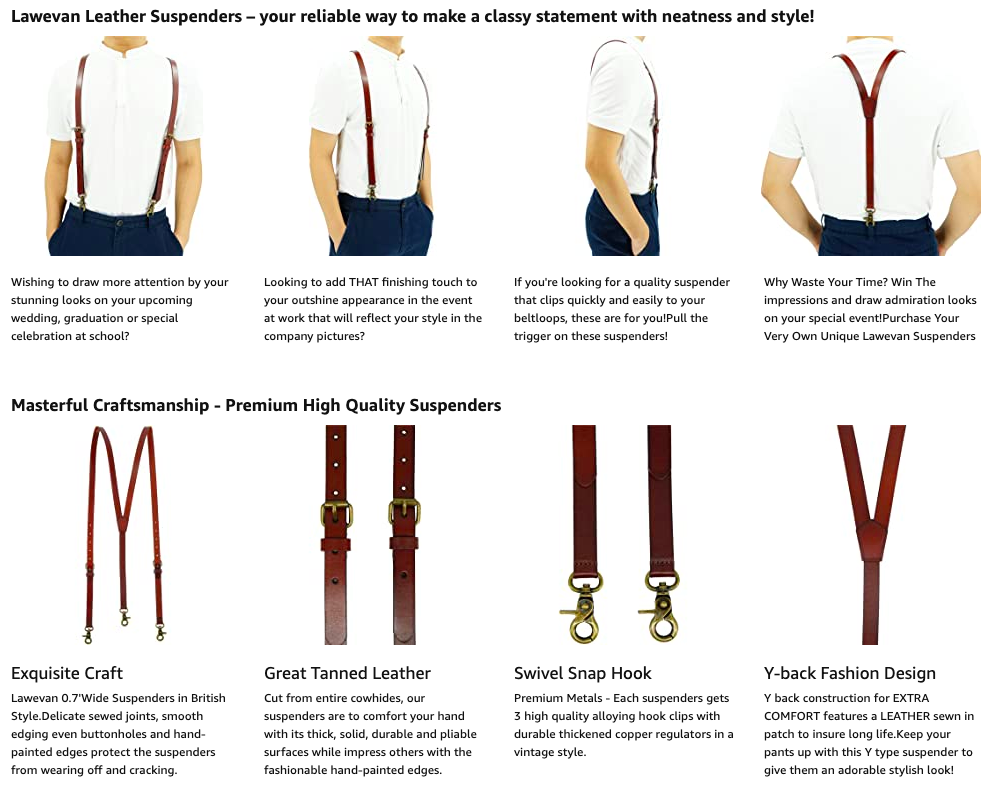 Lawevan Leather Suspenders – your reliable way to make a classy statement with neatness and style!
Wishing to draw more attention by your
stunning looks on your upcoming
wedding, graduation or special
celebration at school?
Looking to add THAT finishing touch to
your outshine appearance in the event
at work that will reflect your style in the
company pictures?
If you're looking for a quality suspender
that clips quickly and easily to your
beltloops, these are for you!Pull the
trigger on these suspenders!
Why Waste Your Time? Win The
impressions and draw admiration looks
on your special event!Purchase Your
Very Own Unique Lawevan Suspenders
Masterful Craftsmanship - Premium High Quality Suspenders
Exquisite Craft
Lawevan 0.7'Wide Suspenders in British
Style.Delicate sewed joints, smooth
edging even buttonholes and hand-
painted edges protect the suspenders
from wearing off and cracking.
Great Tanned Leather
Cut from entire cowhides, our
suspenders are to comfort your hand
with its thick, solid, durable and pliable
surfaces while impress others with the
fashionable hand-painted edges.
Swivel Snap Hook
Premium Metals - Each suspenders gets
3 high quality alloying hook clips with
durable thickened copper regulators in a
vintage style.
Y-back Fashion Design
Y back construction for EXTRA
COMFORT features a LEATHER sewn in
patch to insure long life.Keep your
pants up with this Y type suspender to
give them an adorable stylish look!